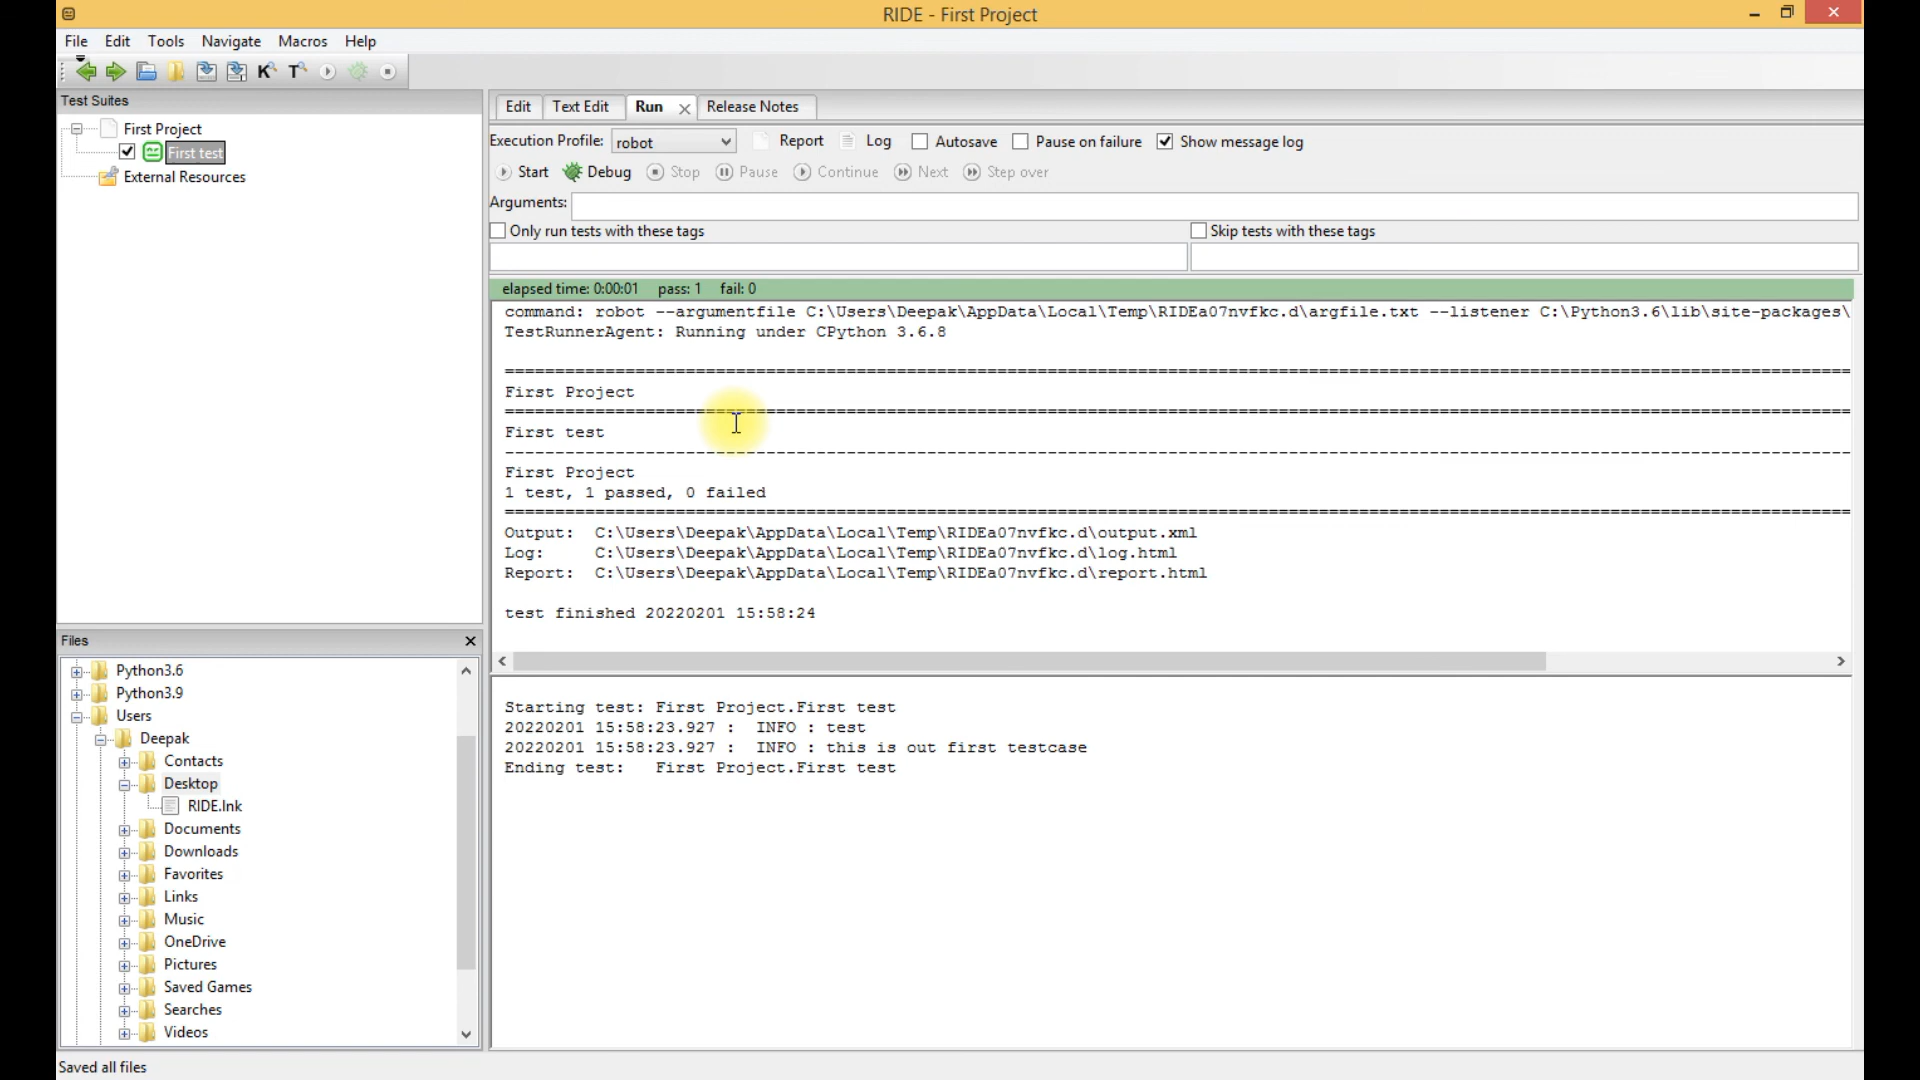 RIDE - First Project
File Edit Tools Navigate Macros Help
Test Suites
First Project
First test
External Resources
Edit Text Edit Run Release Notes
Execution Profile: robot Report Log Autosave Pause on failure Show message log
Start Debug Stop Pause Continue Next Step over
Arguments:
Only run tests with these tags Skip tests with these tags
elapsed time: 0:00:01 pass: 1 fail: 0
command: robot --argumentfile C:\Users\Deepak\AppData\Local\Temp\RIDEa07nvfkc.d\argfile.txt --listener C:\Python3.6\lib\site-packages\
TestRunnerAgent: Running under CPython 3.6.8
First Project
First test
First Project
1 test, 1 passed, 0 failed
Output: C:\Users\Deepak\AppData\Local\Temp\RIDEa07nvfkc.d\output.xml
Log: C:\Users\Deepak\AppData\Local\Temp\RIDEa07nvfkc.d\log.html
Report: C:\Users\Deepak\AppData\Local\Temp\RIDEa07nvfkc.d\report.html
test finished 20220201 15:58:24
Starting test: First Project.First test
20220201 15:58:23.927 : INFO : test
20220201 15:58:23.927 : INFO : this is out first testcase
Ending test: First Project.First test
Files
Python3.6
Python3.9
Users
Deepak
Contacts
Desktop
RIDE.lnk
Documents
Downloads
Favorites
Links
Music
OneDrive
Pictures
Saved Games
Searches
Videos
Saved all files